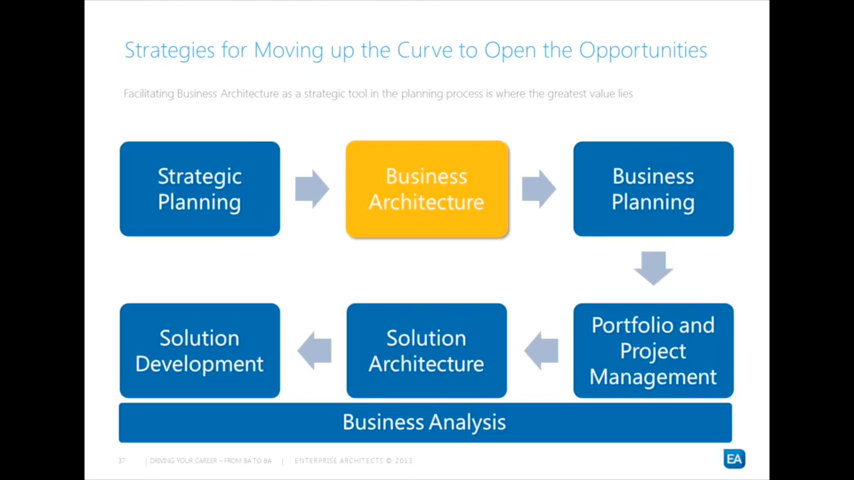 Strategies for Moving up the Curve to Open the Opportunities
Facilitating Business Architecture as a strategic tool in the planning process is where the greatest value lies
Strategic
Planning
Business
Architecture
Business
Planning
Solution
Development
Solution
Architecture
Portfolio and
Project
Management
Business Analysis
37 | DRIVING YOUR CAREER – FROM BA TO BA | ENTERPRISE ARCHITECTS © 2013
EA